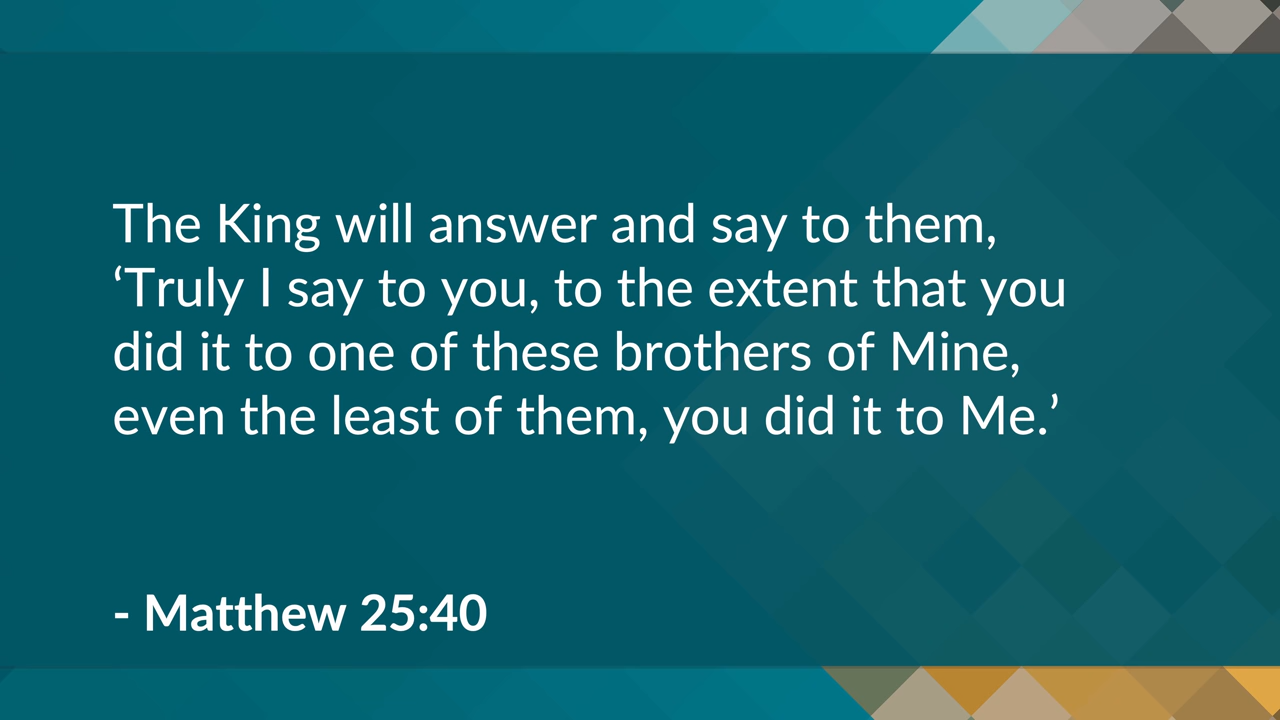 The King will answer and say to them,
‘Truly I say to you, to the extent that you
did it to one of these brothers of Mine,
even the least of them, you did it to Me.’
- Matthew 25:40